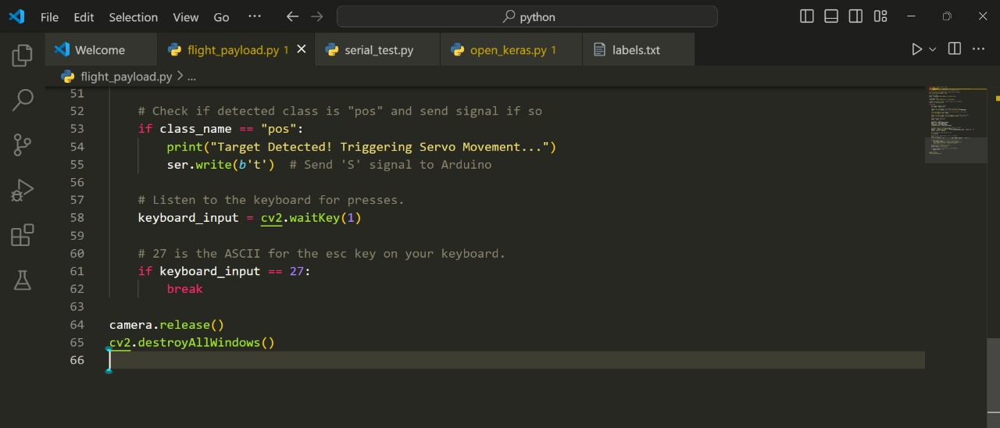 File Edit Selection View Go ··· python
Welcome flight_payload.py 1 serial_test.py open_keras.py 1 labels.txt
flight_payload.py > ...
51
52 # Check if detected class is "pos" and send signal if so
53 if class_name == "pos":
54 print("Target Detected! Triggering Servo Movement...")
55 ser.write(b't') # Send 'S' signal to Arduino
56
57 # Listen to the keyboard for presses.
58 keyboard_input = cv2.waitKey(1)
59
60 # 27 is the ASCII for the esc key on your keyboard.
61 if keyboard_input == 27:
62 break
63
64 camera.release()
65 cv2.destroyAllWindows()
66